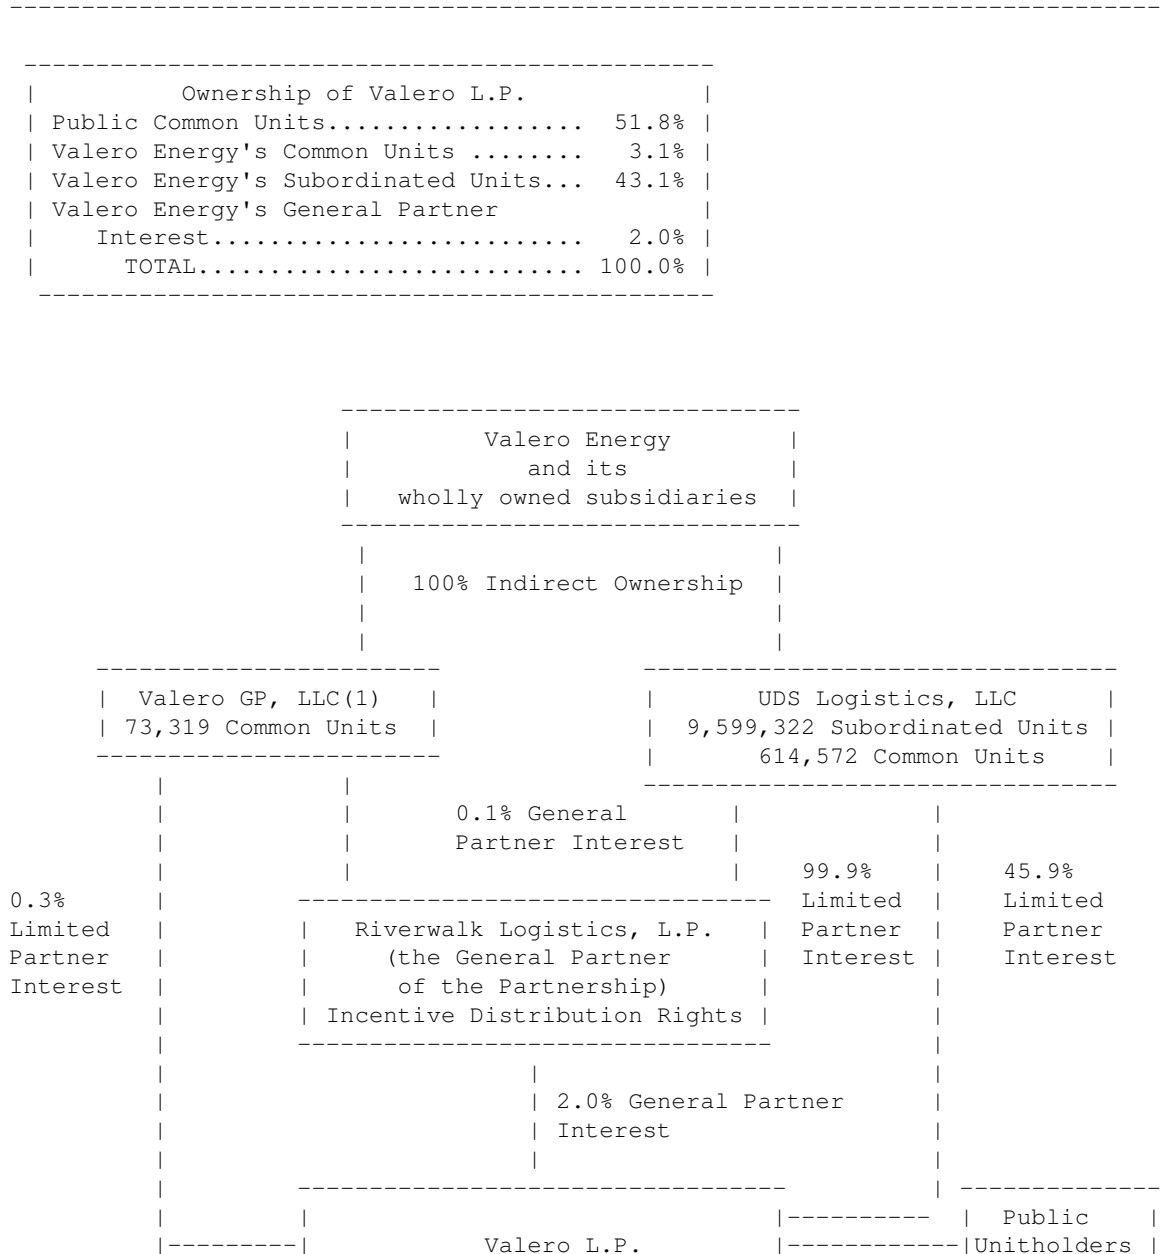 Ownership of Valero L.P.
Public Common Units.................. 51.8%
Valero Energy's Common Units ........ 3.1%
Valero Energy's Subordinated Units... 43.1%
Valero Energy's General Partner
Interest.......................... 2.0%
TOTAL........................... 100.0%
Valero Energy
and its
wholly owned subsidiaries
100% Indirect Ownership
Valero GP, LLC(1)
73,319 Common Units
UDS Logistics, LLC
9,599,322 Subordinated Units
614,572 Common Units
0.1% General
Partner Interest
99.9%
Limited
Partner
Interest
45.9%
Limited
Partner
Interest
0.3%
Limited
Partner
Interest
Riverwalk Logistics, L.P.
(the General Partner
of the Partnership)
Incentive Distribution Rights
2.0% General Partner
Interest
Valero L.P.
Public
Unitholders